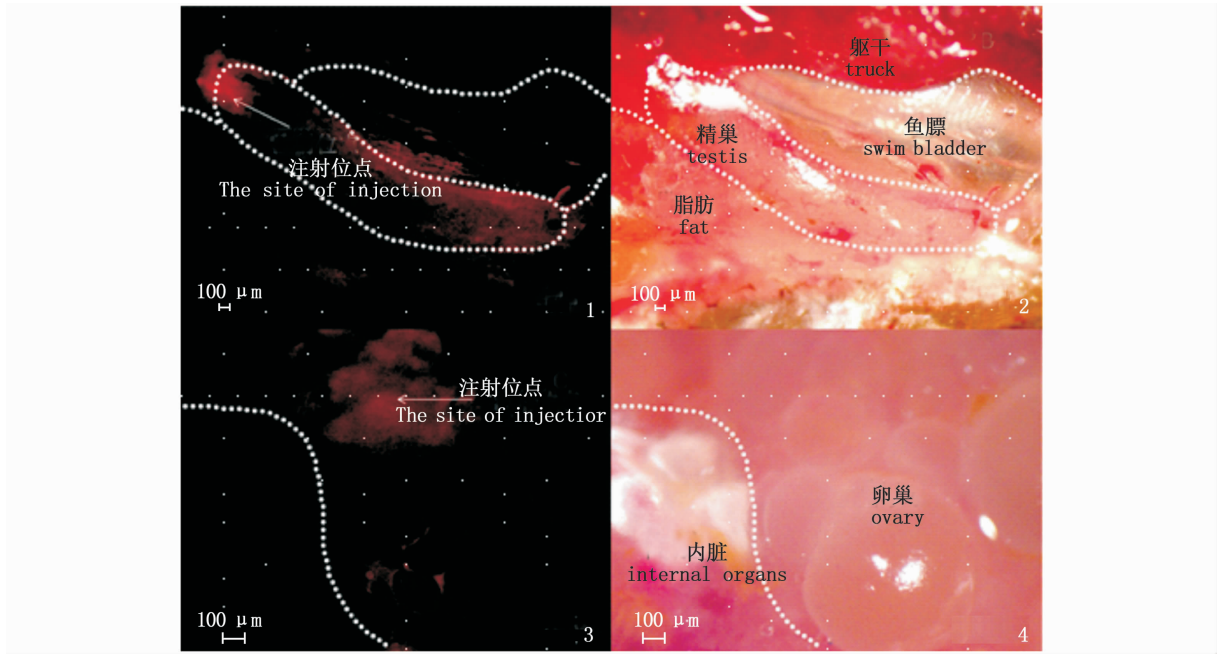 注射位点
The site of injection
100 μm
1
躯干
truck
鱼膘
swim bladder
精巢
testis
脂肪
fat
100 μm
2
注射位点
The site of injectior
100 μm
3
卵巢
ovary
内脏
internal organs
100 μm
4